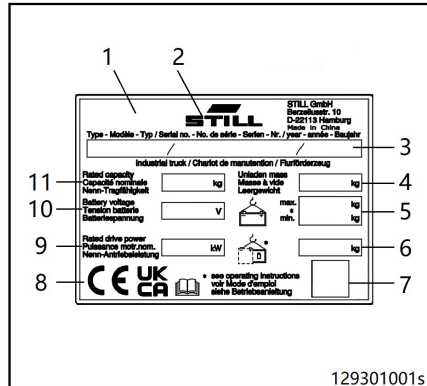 1
2
STILL
STILL GmbH
Berzeliusstr. 10
D-22113 Hamburg
Made in China
Type - Modèle - Typ / Serial no. - No. de série - Serien - Nr. / year - année - Baujahr
/ /
3
Industrial truck / Chariot de manutention / Flurförderzeug
11
Rated capacity
Capacité nominale
Nenn-Tragfähigkeit
kg
Unladen mass
Masse à vide
Leergewicht
kg
4
10
Battery voltage
Tension batterie
Batteriespannung
V
max. kg
*
min. kg
5
9
Rated drive power
Puissance motr.nom.
Nenn-Antriebsleistung
kW
*
kg
6
8
CE UK
CA
* see operating instructions
voir Mode d'emploi
siehe Betriebsanleitung
7
129301001s